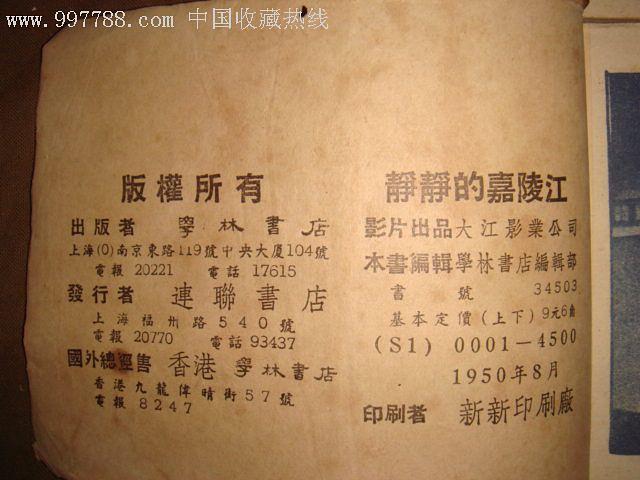 www.997788.com 中国收藏热线
版權所有
出版者 學林書店
上海(0)南京東路119號中央大厦104號
電報 20221 電話 17615
發行者 連聯書店
上海福州路540號
電報 20770 電話 93437
國外總經售 香港 學林書店
香港九龍偉晴街57號
電報 8247
靜靜的嘉陵江
影片出品 大江影業公司
本書編輯 學林書店編輯部
書號 34503
基本定價(上下)9元6角
(S1) 0001—4500
1950年8月
印刷者 新新印刷廠